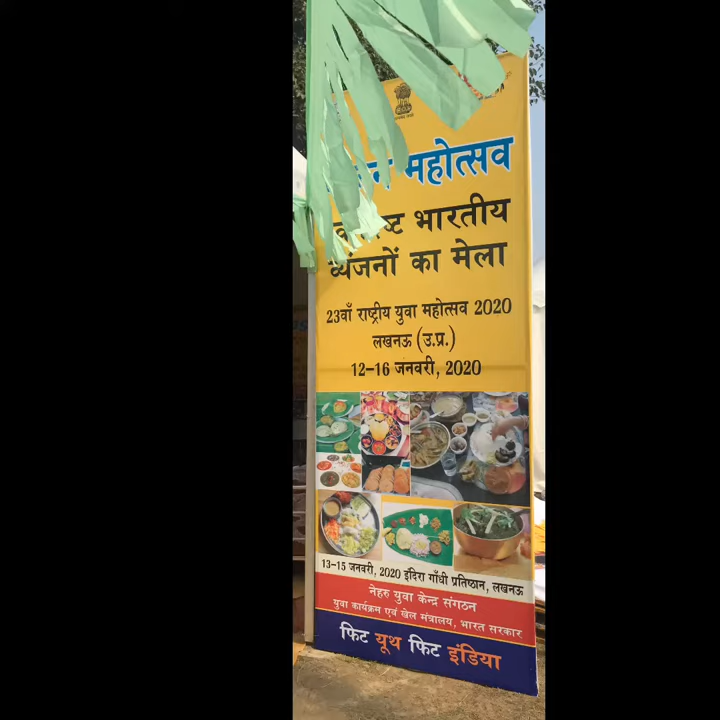 महोत्सव
भारतीय
व्यंजनों का मेला
23वाँ राष्ट्रीय युवा महोत्सव 2020
लखनऊ (उ.प्र.)
12-16 जनवरी, 2020
13-15 जनवरी, 2020 इंदिरा गाँधी प्रतिष्ठान, लखनऊ
नेहरु युवा केन्द्र संगठन
युवा कार्यक्रम एवं खेल मंत्रालय, भारत सरकार
फिट यूथ फिट इंडिया